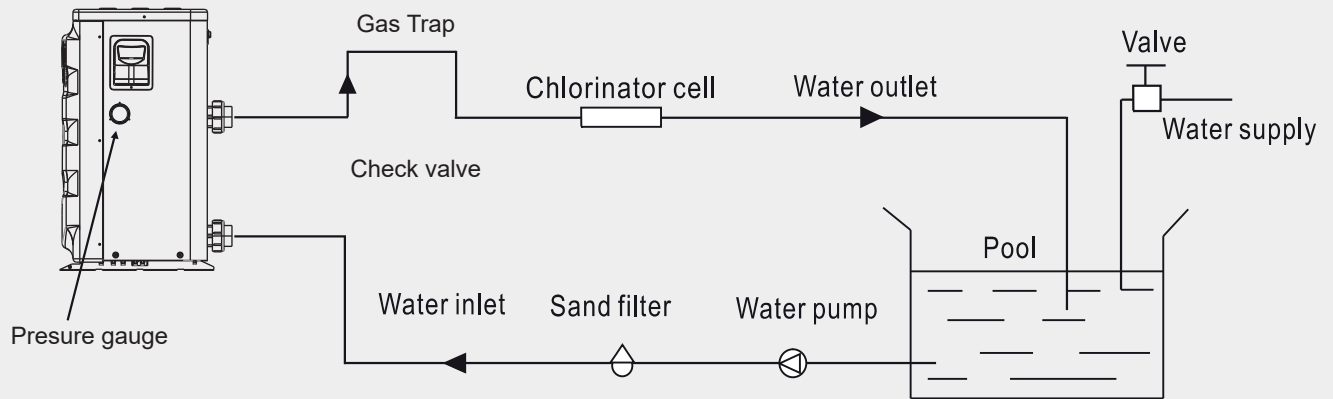 Gas Trap
Valve
Chlorinator cell
Water outlet
Water supply
Check valve
Pool
Water inlet
Sand filter
Water pump
Presure gauge